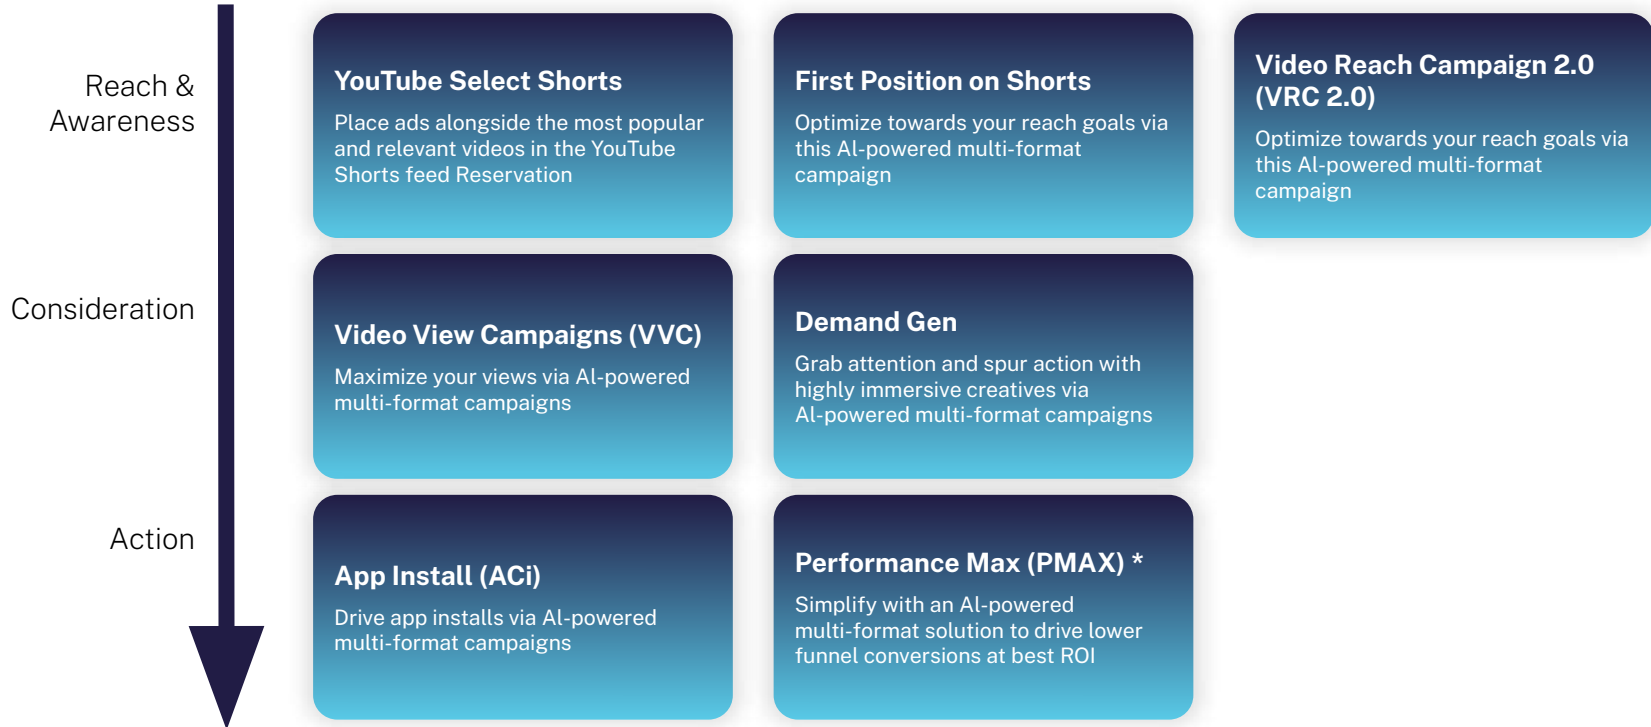 Reach &
Awareness
YouTube Select Shorts
Place ads alongside the most popular
and relevant videos in the YouTube
Shorts feed Reservation
First Position on Shorts
Optimize towards your reach goals via
this AI-powered multi-format
campaign
Video Reach Campaign 2.0
(VRC 2.0)
Optimize towards your reach goals via
this AI-powered multi-format
campaign
Consideration
Video View Campaigns (VVC)
Maximize your views via AI-powered
multi-format campaigns
Demand Gen
Grab attention and spur action with
highly immersive creatives via
AI-powered multi-format campaigns
Action
App Install (ACi)
Drive app installs via AI-powered
multi-format campaigns
Performance Max (PMAX) *
Simplify with an AI-powered
multi-format solution to drive lower
funnel conversions at best ROI